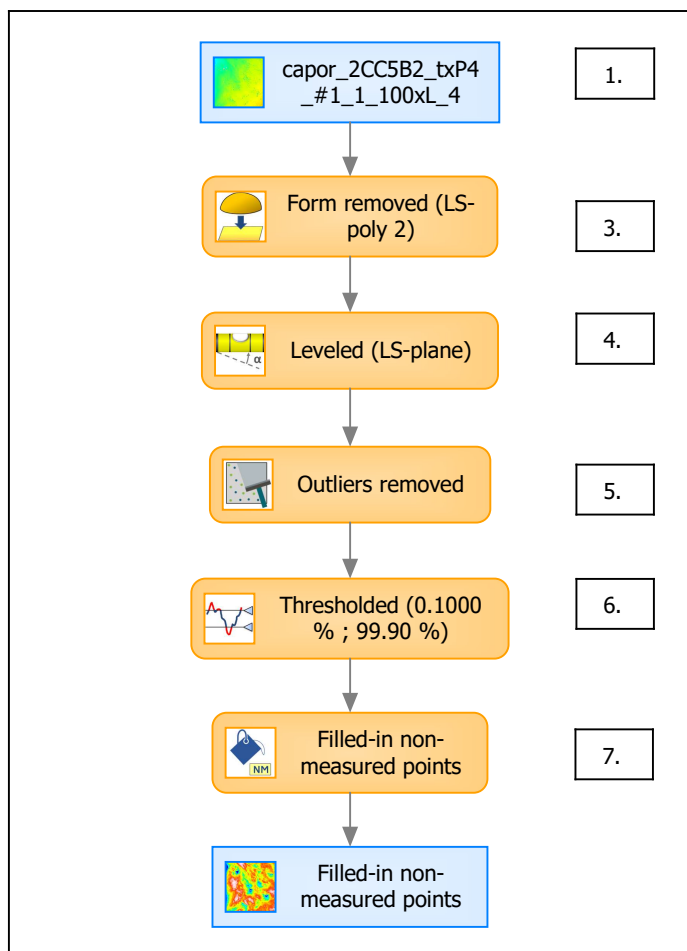 capor_2CC5B2_txP4
_#1_1_100xL_4
1.
Form removed (LS-
poly 2)
3.
Leveled (LS-plane)
α
4.
Outliers removed
5.
Thresholded (0.1000
% ; 99.90 %)
6.
Filled-in non-
measured points
NM
7.
Filled-in non-
measured points